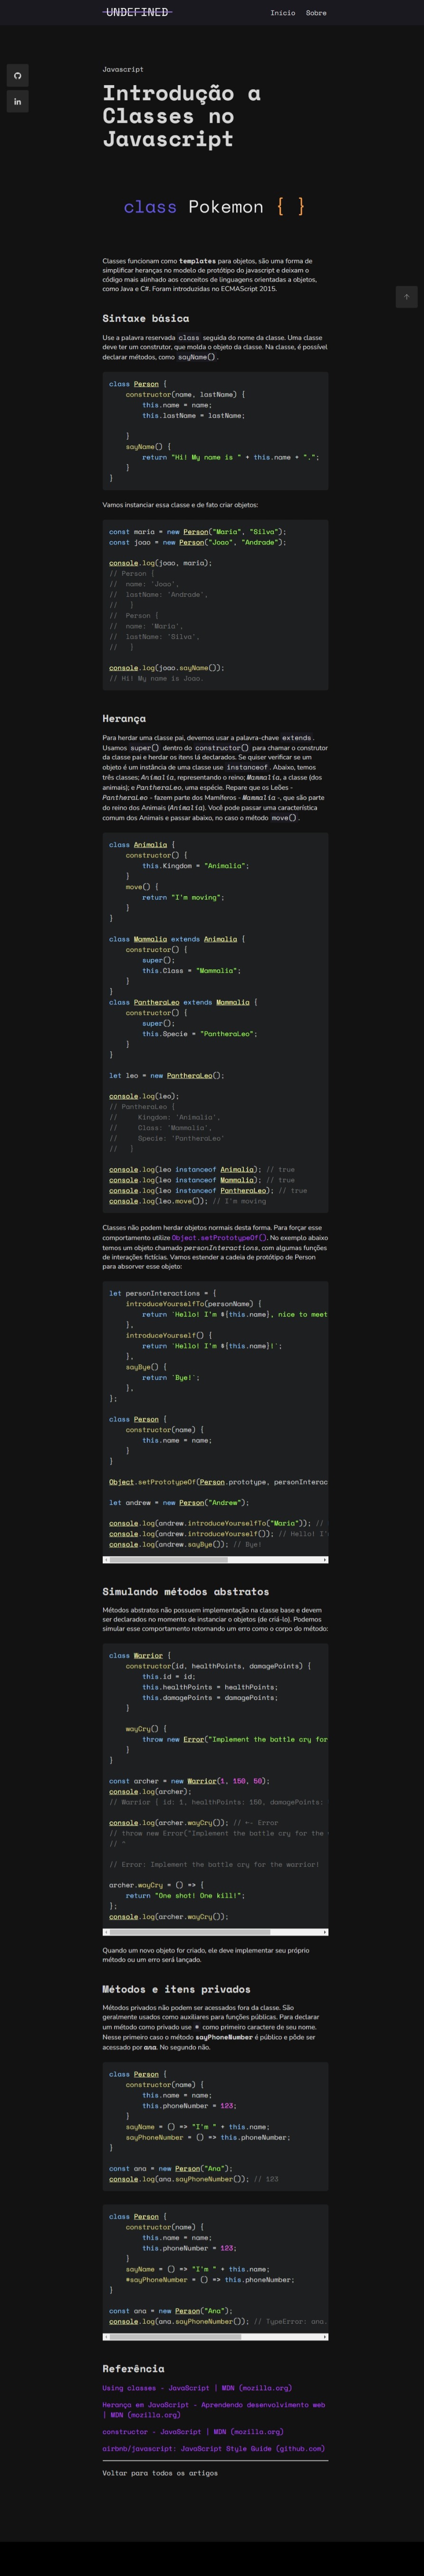 UNDEFINED
Início Sobre
Javascript
Introdução a
Classes no
Javascript
class Pokemon { }
Classes funcionam como templates para objetos, são uma forma de
simplificar heranças no modelo de protótipo do javascript e deixam o
código mais alinhado aos conceitos de linguagens orientadas a objetos,
como Java e C#. Foram introduzidas no ECMAScript 2015.
Sintaxe básica
Use a palavra reservada class seguida do nome da classe. Uma classe
deve ter um construtor, que molda o objeto da classe. Na classe, é possível
declarar métodos, como sayName().
class Person {
constructor(name, lastName) {
this.name = name;
this.lastName = lastName;
}
sayName() {
return "Hi! My name is " + this.name + ".";
}
}
Vamos instanciar essa classe e de fato criar objetos:
const maria = new Person("Maria", "Silva");
const joao = new Person("Joao", "Andrade");
console.log(joao, maria);
// Person {
// name: 'Joao',
// lastName: 'Andrade',
// }
// Person {
// name: 'Maria',
// lastName: 'Silva',
// }
console.log(joao.sayName());
// Hi! My name is Joao.
Herança
Para herdar uma classe pai, devemos usar a palavra-chave extends.
Usamos super() dentro do constructor() para chamar o construtor
da classe pai e herdar os itens lá declarados. Se quiser verificar se um
objeto é um instância de uma classe use instanceof. Abaixo, temos
três classes; Animalia, representando o reino; Mammalia, a classe (dos
animais); e PantheraLeo, uma espécie. Repare que os Leões -
PantheraLeo - fazem parte dos Mamíferos - Mammalia -, que são parte
do reino dos Animais (Animalia). Você pode passar uma característica
comum dos Animais e passar abaixo, no caso o método move().
class Animalia {
constructor() {
this.Kingdom = "Animalia";
}
move() {
return "I'm moving";
}
}
class Mammalia extends Animalia {
constructor() {
super();
this.Class = "Mammalia";
}
}
class PantheraLeo extends Mammalia {
constructor() {
super();
this.Specie = "PantheraLeo";
}
}
let leo = new PantheraLeo();
console.log(leo);
// PantheraLeo {
// Kingdom: 'Animalia',
// Class: 'Mammalia',
// Specie: 'PantheraLeo'
// }
console.log(leo instanceof Animalia); // true
console.log(leo instanceof Mammalia); // true
console.log(leo instanceof PantheraLeo); // true
console.log(leo.move()); // I'm moving
Classes não podem herdar objetos normais desta forma. Para forçar esse
comportamento utilize Object.setPrototypeOf(). No exemplo abaixo
temos um objeto chamado personInteractions, com algumas funções
de interações fictícias. Vamos estender a cadeia de protótipo de Person
para absorver esse objeto:
let personInteractions = {
introduceYourselfTo(personName) {
return `Hello! I'm ${this.name}, nice to meet
},
introduceYourself() {
return `Hello! I'm ${this.name}!`;
},
sayBye() {
return `Bye!`;
},
};
class Person {
constructor(name) {
this.name = name;
}
}
Object.setPrototypeOf(Person.prototype, personInterac
let andrew = new Person("Andrew");
console.log(andrew.introduceYourselfTo("Maria")); //
console.log(andrew.introduceYourself()); // Hello! I'
console.log(andrew.sayBye()); // Bye!
Simulando métodos abstratos
Métodos abstratos não possuem implementação na classe base e devem
ser declarados no momento de instanciar o objetos (de criá-lo). Podemos
simular esse comportamento retornando um erro como o corpo do método:
class Warrior {
constructor(id, healthPoints, damagePoints) {
this.id = id;
this.healthPoints = healthPoints;
this.damagePoints = damagePoints;
}
wayCry() {
throw new Error("Implement the battle cry for
}
}
const archer = new Warrior(1, 150, 50);
console.log(archer);
// Warrior { id: 1, healthPoints: 150, damagePoints:
console.log(archer.wayCry()); // <- Error
// throw new Error("Implement the battle cry for the
// ^
// Error: Implement the battle cry for the warrior!
archer.wayCry = () => {
return "One shot! One kill!";
};
console.log(archer.wayCry());
Quando um novo objeto for criado, ele deve implementar seu próprio
método ou um erro será lançado.
Métodos e itens privados
Métodos privados não podem ser acessados fora da classe. São
geralmente usados como auxiliares para funções públicas. Para declarar
um método como privado use # como primeiro caractere de seu nome.
Nesse primeiro caso o método sayPhoneNumber é público e pôde ser
acessado por ana. No segundo não.
class Person {
constructor(name) {
this.name = name;
this.phoneNumber = 123;
}
sayName = () => "I'm " + this.name;
sayPhoneNumber = () => this.phoneNumber;
}
const ana = new Person("Ana");
console.log(ana.sayPhoneNumber()); // 123
class Person {
constructor(name) {
this.name = name;
this.phoneNumber = 123;
}
sayName = () => "I'm " + this.name;
#sayPhoneNumber = () => this.phoneNumber;
}
const ana = new Person("Ana");
console.log(ana.sayPhoneNumber()); // TypeError: ana.
Referência
Using classes - JavaScript | MDN (mozilla.org)
Herança em JavaScript - Aprendendo desenvolvimento web
| MDN (mozilla.org)
constructor - JavaScript | MDN (mozilla.org)
airbnb/javascript: JavaScript Style Guide (github.com)
Voltar para todos os artigos